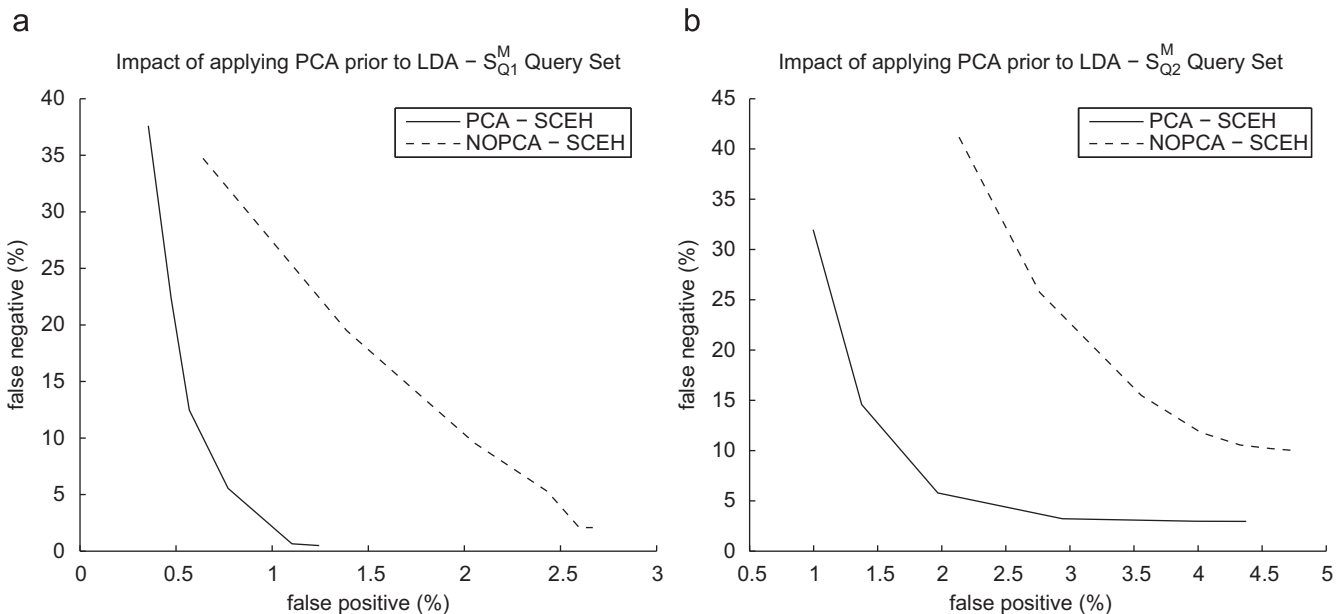 a
Impact of applying PCA prior to LDA − S^M_Q1 Query Set
40
35
30
25
20
15
10
5
0
false negative (%)
PCA − SCEH
NOPCA − SCEH
0 0.5 1 1.5 2 2.5 3
false positive (%)
b
Impact of applying PCA prior to LDA − S^M_Q2 Query Set
45
40
35
30
25
20
15
10
5
0
false negative (%)
PCA − SCEH
NOPCA − SCEH
0.5 1 1.5 2 2.5 3 3.5 4 4.5 5
false positive (%)